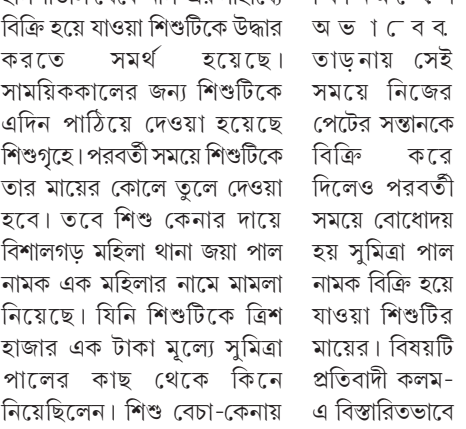 বিক্রি হয়ে যাওয়া শিশুটিকে উদ্ধার
করতে সমর্থ হয়েছে।
সাময়িককালের জন্য শিশুটিকে
এদিন পাঠিয়ে দেওয়া হয়েছে
শিশুগৃহে। পরবর্তী সময়ে শিশুটিকে
তার মায়ের কোলে তুলে দেওয়া
হবে। তবে শিশু কেনার দায়ে
বিশালগড় মহিলা থানা জয়া পাল
নামক এক মহিলার নামে মামলা
নিয়েছে। যিনি শিশুটিকে ত্রিশ
হাজার এক টাকা মূল্যে সুমিত্রা
পালের কাছ থেকে কিনে
নিয়েছিলেন। শিশু বেচা-কেনায়
অভাবের
তাড়নায় সেই
সময়ে নিজের
পেটের সন্তানকে
বিক্রি করে
দিলেও পরবর্তী
সময়ে বোধোদয়
হয় সুমিত্রা পাল
নামক বিক্রি হয়ে
যাওয়া শিশুটির
মায়ের। বিষয়টি
প্রতিবাদী কলম-
এ বিস্তারিতভাবে